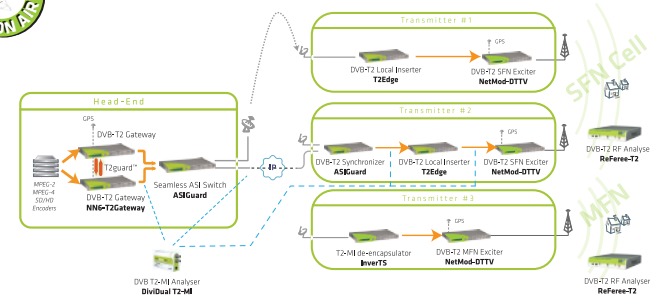 ON AIR
Transmitter #1
GPS
DVB-T2 Local Inserter
T2Edge
DVB-T2 SFN Exciter
NetMod-DTTV
SFN Cell
Head-End
GPS
DVB-T2 Gateway
T2guard™
MPEG-2
MPEG-4
SD/HD
Encoders
DVB-T2 Gateway
NN6-T2Gateway
Seamless ASI Switch
ASIGuard
IP
Transmitter #2
GPS
DVB-T2 Synchronizer
ASIGuard
DVB-T2 Local Inserter
T2Edge
DVB-T2 SFN Exciter
NetMod-DTTV
DVB-T2 RF Analyse
ReFeree-T2
MFN
Transmitter #3
GPS
T2-MI de-encapsulator
InverTS
DVB-T2 MFN Exciter
NetMod-DTTV
DVB T2-MI Analyser
DiviDual T2-MI
DVB-T2 RF Analyse
ReFeree-T2